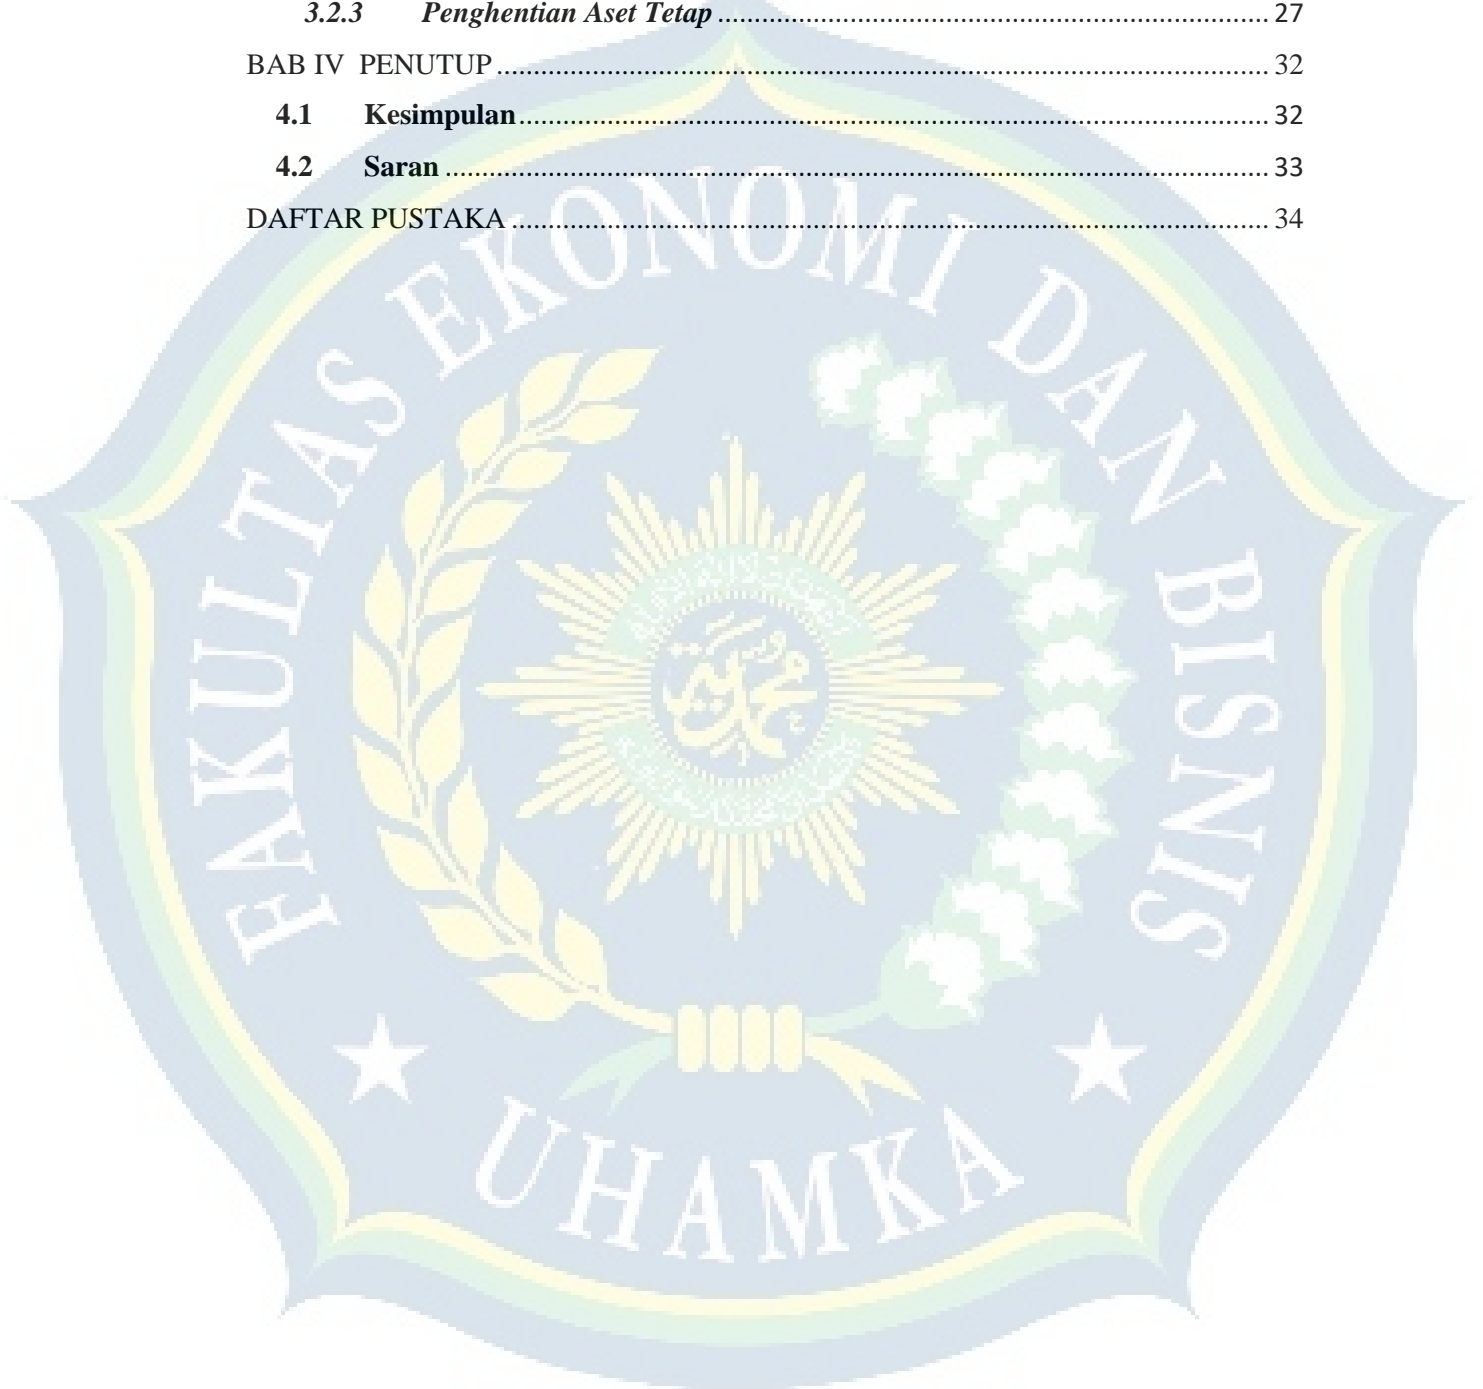 3.2.3 Penghentian Aset Tetap ........ 27
BAB IV PENUTUP ........ 32
4.1 Kesimpulan ........ 32
4.2 Saran ........ 33
DAFTAR PUSTAKA ........ 34
FAKULTAS EKONOMI DAN BISNIS
UHAMKA